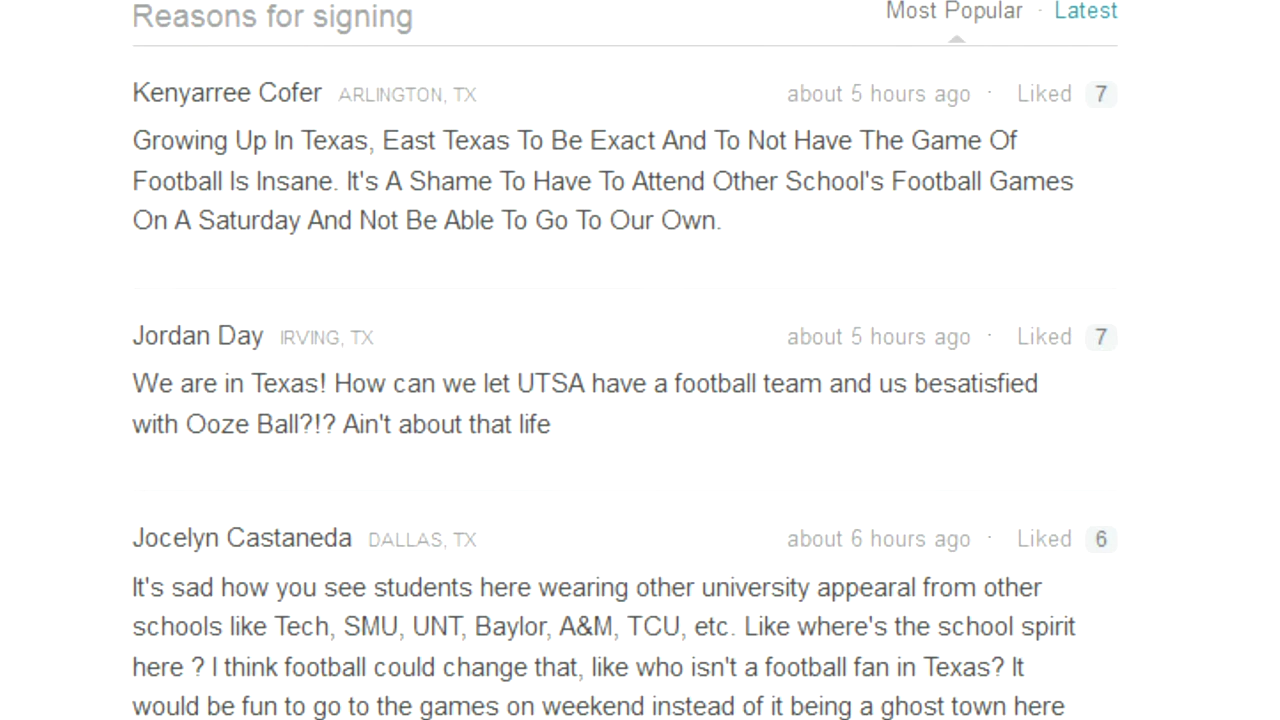 Reasons for signing
Most Popular · Latest
Kenyarree Cofer ARLINGTON, TX about 5 hours ago · Liked 7
Growing Up In Texas, East Texas To Be Exact And To Not Have The Game Of
Football Is Insane. It's A Shame To Have To Attend Other School's Football Games
On A Saturday And Not Be Able To Go To Our Own.
Jordan Day IRVING, TX about 5 hours ago · Liked 7
We are in Texas! How can we let UTSA have a football team and us besatisfied
with Ooze Ball?!? Ain't about that life
Jocelyn Castaneda DALLAS, TX about 6 hours ago · Liked 6
It's sad how you see students here wearing other university appearal from other
schools like Tech, SMU, UNT, Baylor, A&M, TCU, etc. Like where's the school spirit
here ? I think football could change that, like who isn't a football fan in Texas? It
would be fun to go to the games on weekend instead of it being a ghost town here